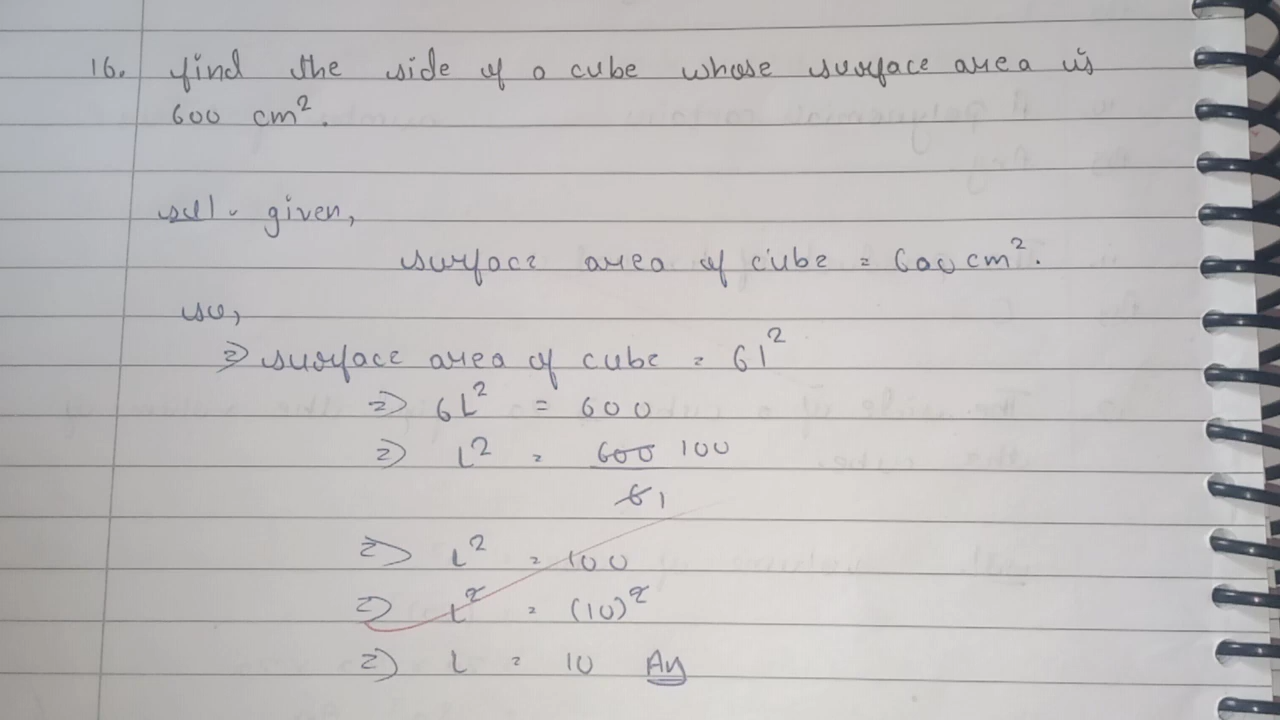 16. find the side of a cube whose surface area is
600 cm².
sol. given,
surface area of cube = 600 cm².
so,
⇒ surface area of cube = 6l²
⇒ 6L² = 600
⇒ L² = 600 100
6 1
⇒ L² = 100
⇒ L² = (10)²
⇒ L = 10 Ans